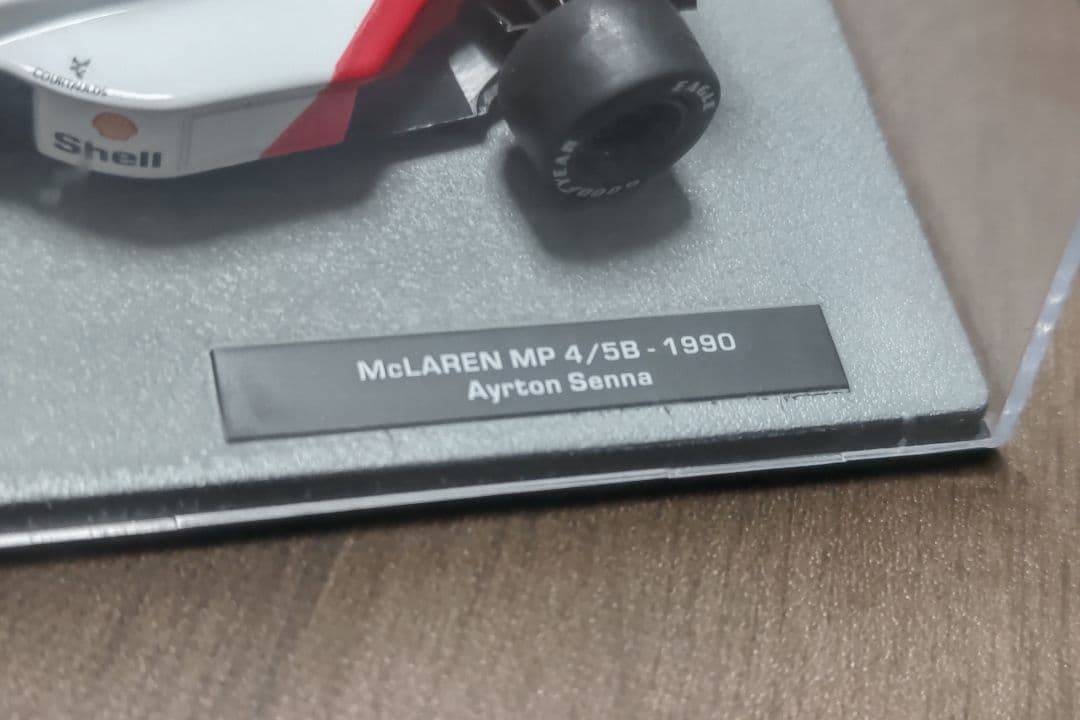 COURTAULDS
Shell
EAGLE
GOODYEAR
McLAREN MP 4/5B - 1990
Ayrton Senna